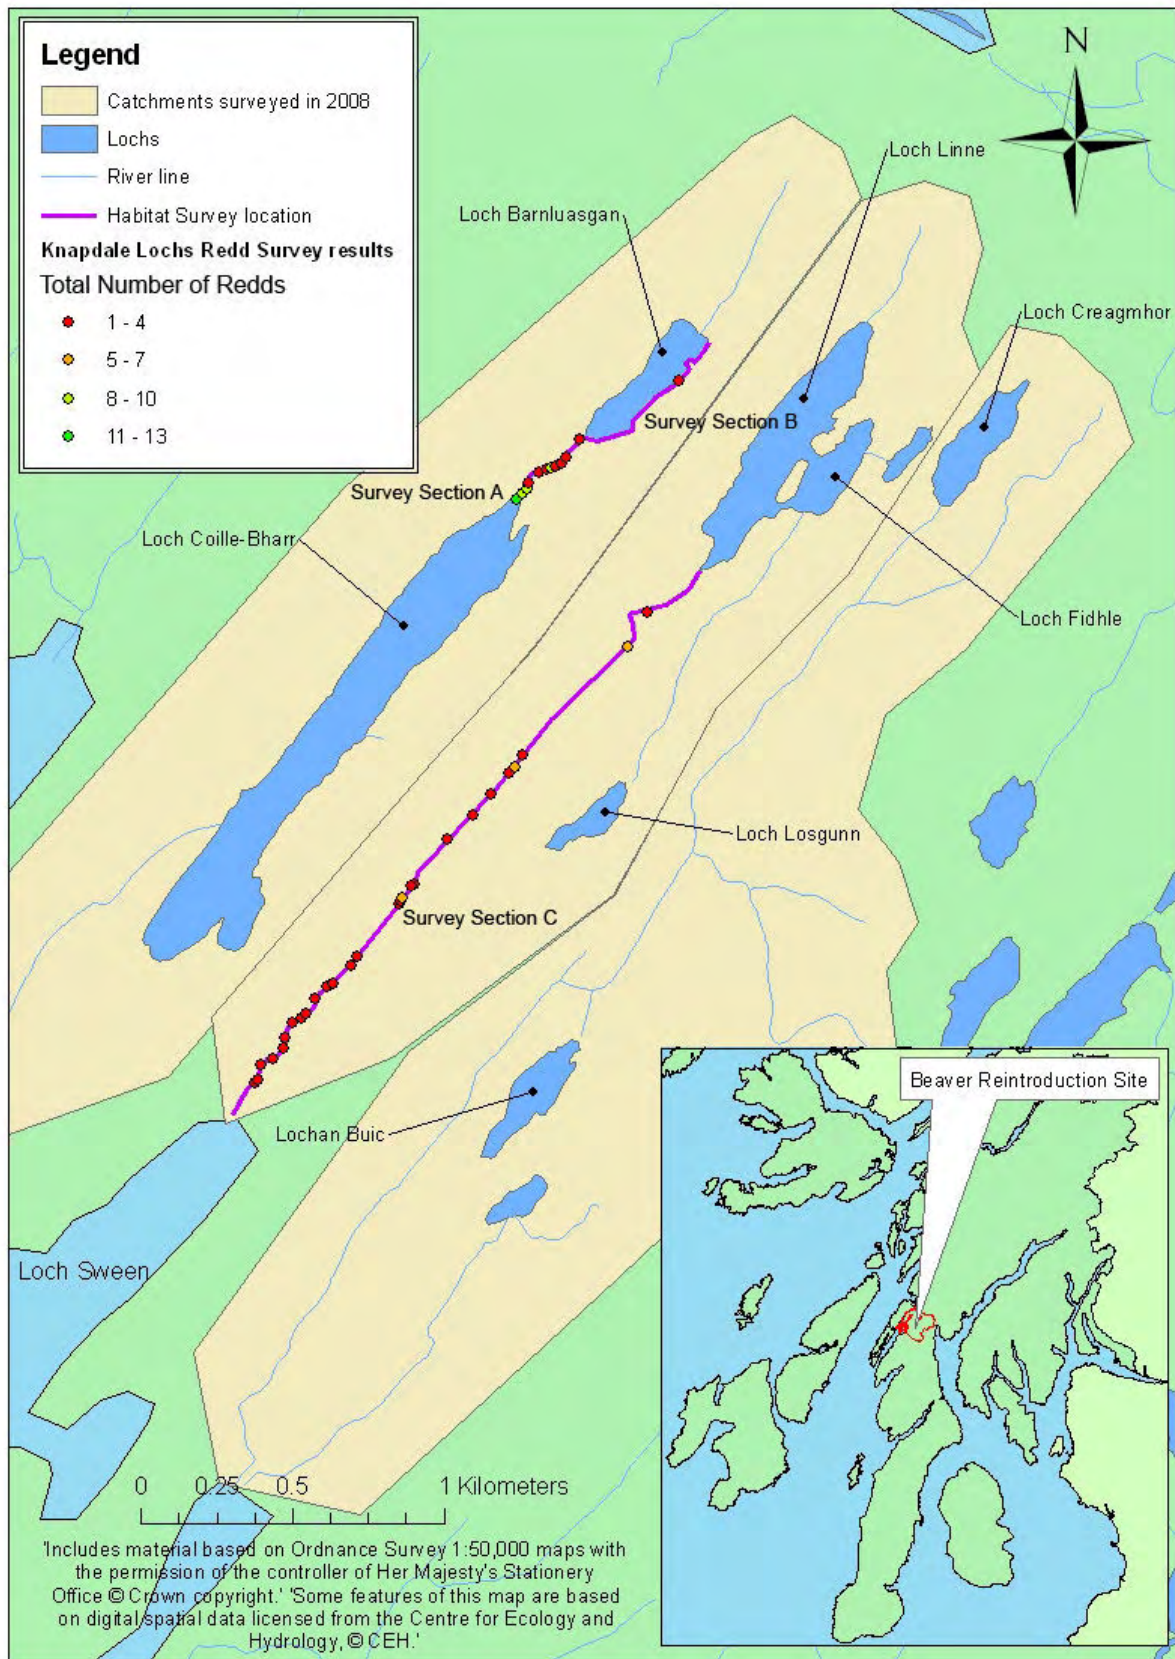 Legend
Catchments surveyed in 2008
Lochs
River line
Habitat Survey location
Knapdale Lochs Redd Survey results
Total Number of Redds
1 - 4
5 - 7
8 - 10
11 - 13
N
Loch Linne
Loch Barnluasgan
Loch Creagmhor
Survey Section B
Survey Section A
Loch Coille-Bharr
Loch Fidhle
Loch Losgunn
Survey Section C
Beaver Reintroduction Site
Lochan Buic
Loch Sween
0 0.25 0.5 1 Kilometers
'Includes material based on Ordnance Survey 1:50,000 maps with
the permission of the controller of Her Majesty's Stationery
Office © Crown copyright.' 'Some features of this map are based
on digital spatial data licensed from the Centre for Ecology and
Hydrology, © CEH.'